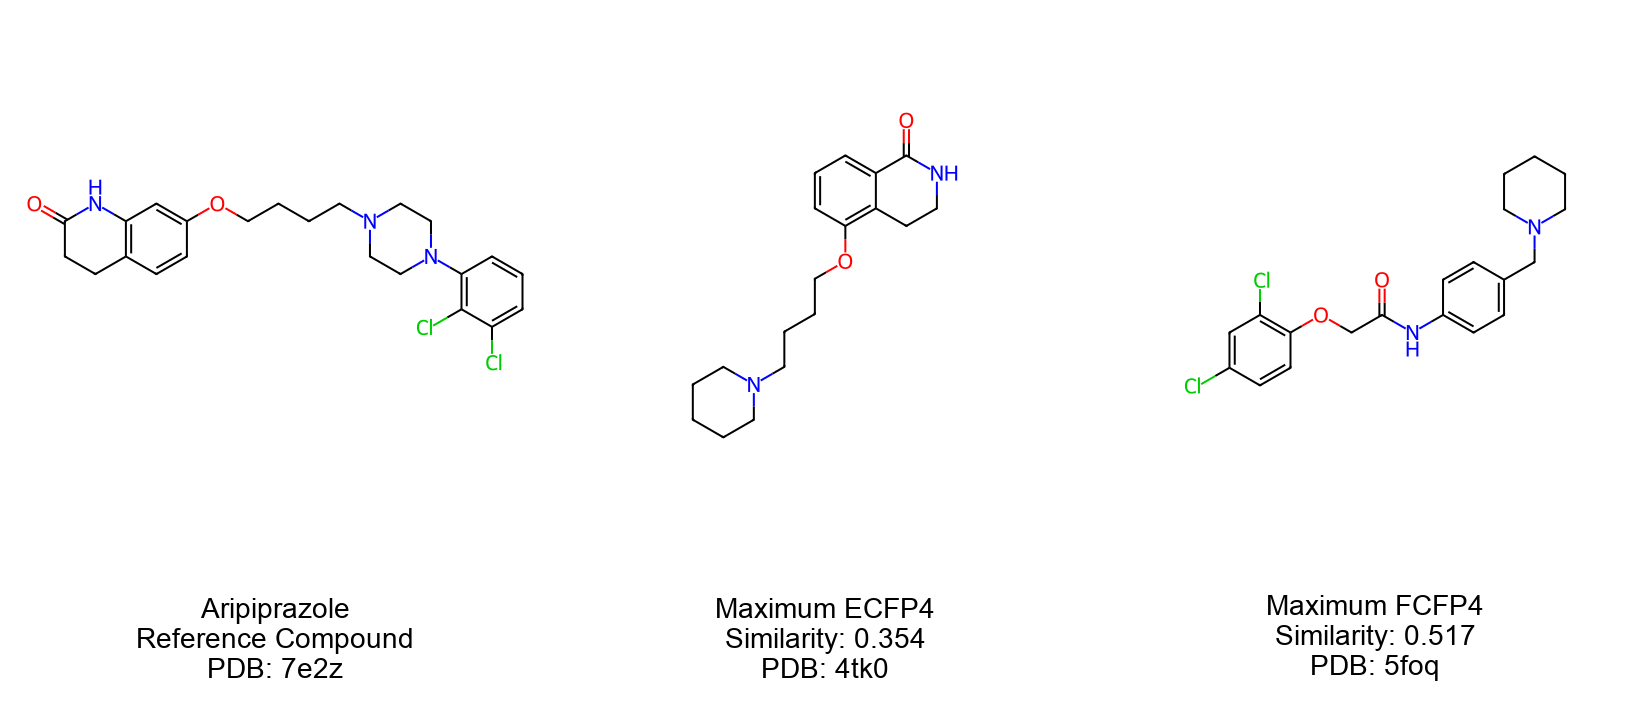 O
H
N
O
N
N
Cl
Cl
Aripiprazole
Reference Compound
PDB: 7e2z
O
NH
O
N
Maximum ECFP4
Similarity: 0.354
PDB: 4tk0
N
Cl
O
O
N
H
Cl
Maximum FCFP4
Similarity: 0.517
PDB: 5foq